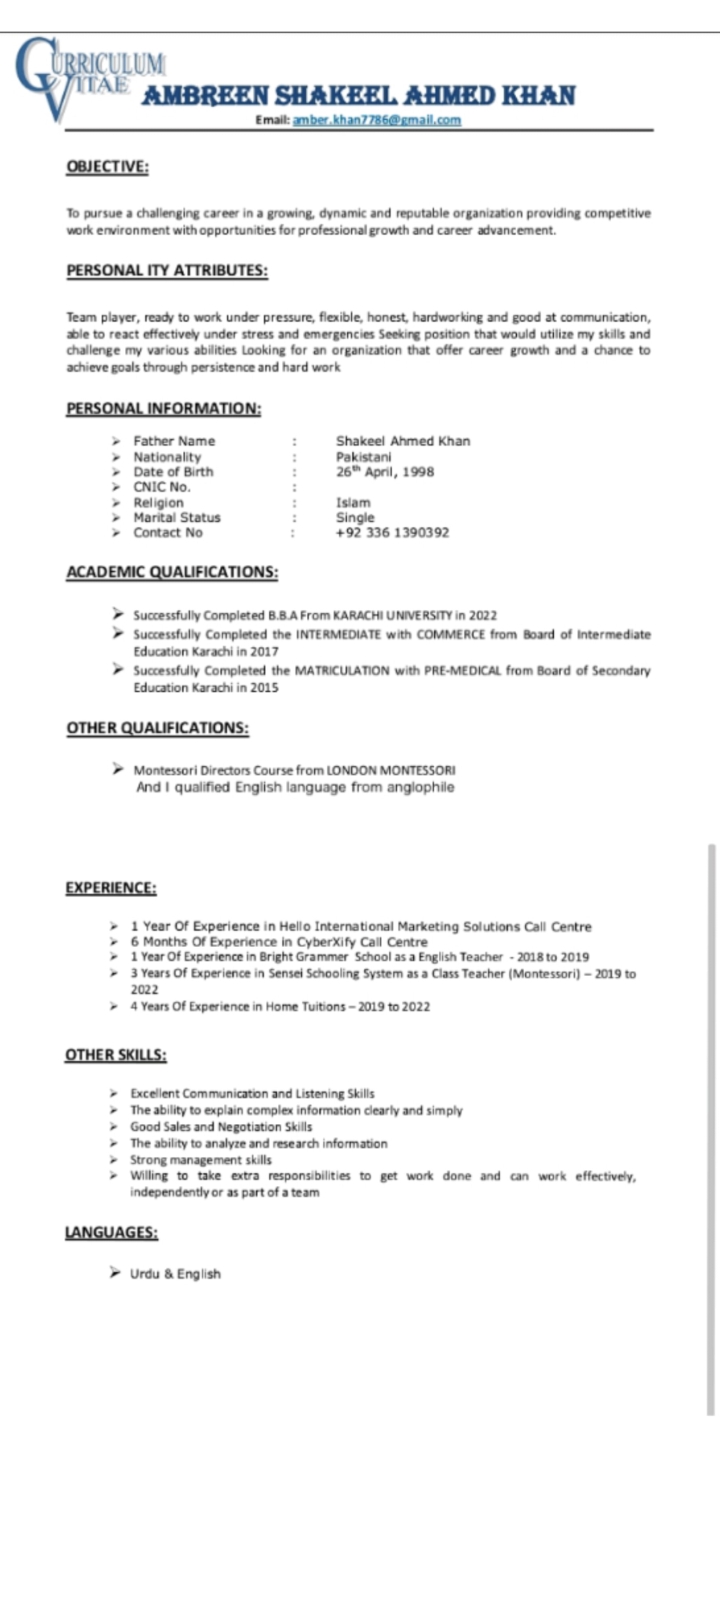 CURRICULUM
VITAE
AMBREEN SHAKEEL AHMED KHAN
Email: amber.khan7786@gmail.com
OBJECTIVE:
To pursue a challenging career in a growing, dynamic and reputable organization providing competitive
work environment with opportunities for professional growth and career advancement.
PERSONAL ITY ATTRIBUTES:
Team player, ready to work under pressure, flexible, honest, hardworking and good at communication,
able to react effectively under stress and emergencies Seeking position that would utilize my skills and
challenge my various abilities Looking for an organization that offer career growth and a chance to
achieve goals through persistence and hard work
PERSONAL INFORMATION:
➢ Father Name : Shakeel Ahmed Khan
➢ Nationality : Pakistani
➢ Date of Birth : 26th April, 1998
➢ CNIC No. :
➢ Religion : Islam
➢ Marital Status : Single
➢ Contact No : +92 336 1390392
ACADEMIC QUALIFICATIONS:
➢ Successfully Completed B.B.A From KARACHI UNIVERSITY in 2022
➢ Successfully Completed the INTERMEDIATE with COMMERCE from Board of Intermediate
Education Karachi in 2017
➢ Successfully Completed the MATRICULATION with PRE-MEDICAL from Board of Secondary
Education Karachi in 2015
OTHER QUALIFICATIONS:
➢ Montessori Directors Course from LONDON MONTESSORI
And I qualified English language from anglophile
EXPERIENCE:
➢ 1 Year Of Experience in Hello International Marketing Solutions Call Centre
➢ 6 Months Of Experience in CyberXify Call Centre
➢ 1 Year Of Experience in Bright Grammer School as a English Teacher - 2018 to 2019
➢ 3 Years Of Experience in Sensei Schooling System as a Class Teacher (Montessori) – 2019 to
2022
➢ 4 Years Of Experience in Home Tuitions – 2019 to 2022
OTHER SKILLS:
➢ Excellent Communication and Listening Skills
➢ The ability to explain complex information clearly and simply
➢ Good Sales and Negotiation Skills
➢ The ability to analyze and research information
➢ Strong management skills
➢ Willing to take extra responsibilities to get work done and can work effectively,
independently or as part of a team
LANGUAGES:
➢ Urdu & English